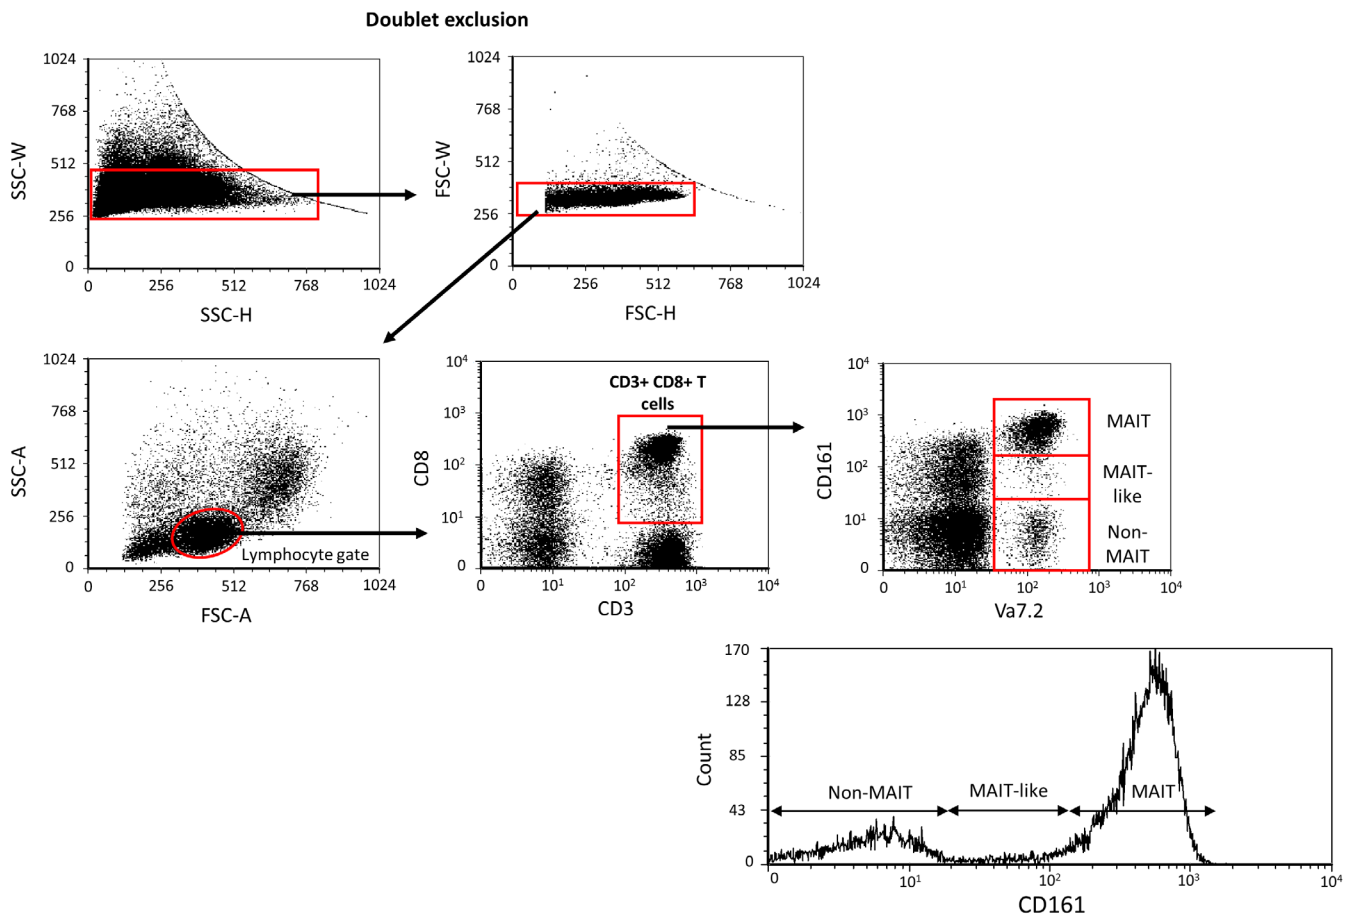 Doublet exclusion
1024
768
512
256
0
SSC-W
0 256 512 768 1024
SSC-H
1024
768
512
256
0
FSC-W
0 256 512 768 1024
FSC-H
1024
768
512
256
0
SSC-A
Lymphocyte gate
0 256 512 768 1024
FSC-A
10⁴
10³
10²
10¹
0
CD8
CD3+ CD8+ T
cells
0 10¹ 10² 10³ 10⁴
CD3
10⁴
10³
10²
10¹
0
CD161
MAIT
MAIT-
like
Non-
MAIT
0 10¹ 10² 10³ 10⁴
Va7.2
170
128
85
43
0
Count
Non-MAIT
MAIT-like
MAIT
0 10¹ 10² 10³ 10⁴
CD161